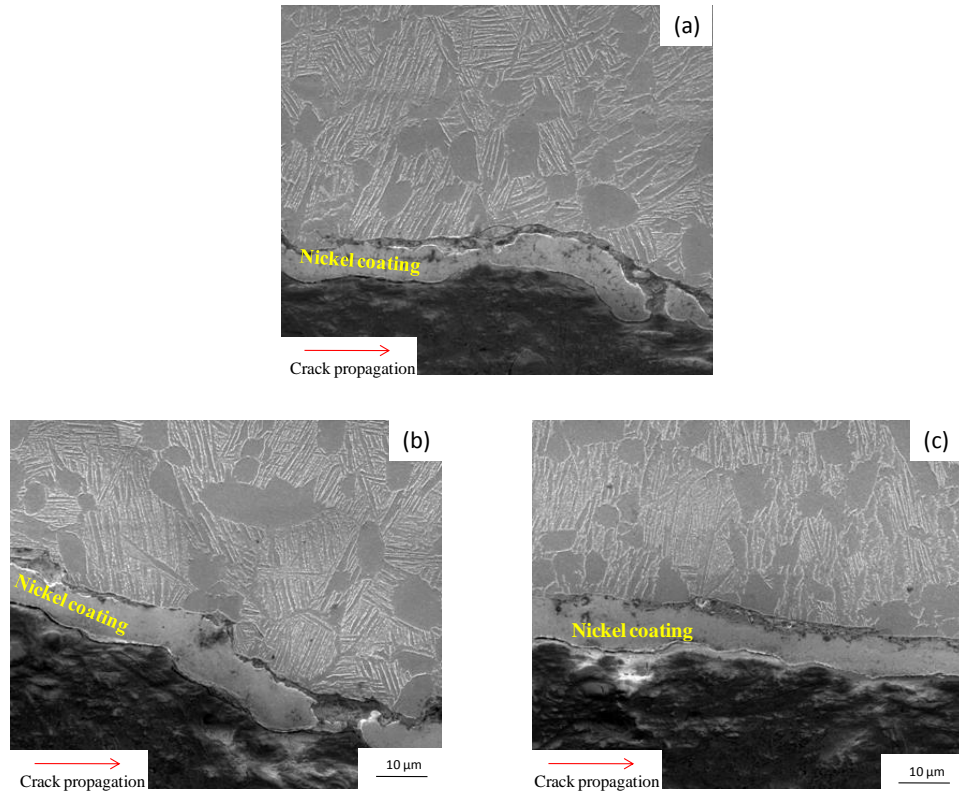 (a)
Nickel coating
Crack propagation
(b)
Nickel coating
Crack propagation
10 µm
(c)
Nickel coating
Crack propagation
10 µm